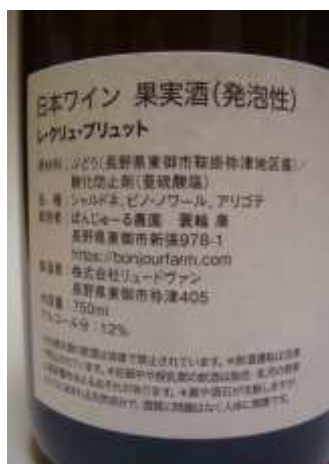 日本ワイン 果実酒(発泡性)
レ・クリュ・ブリュット
原材料:ぶどう(長野県東御市鞍掛祢津地区産)/
酸化防止剤(亜硫酸塩)
品 種:シャルドネ、ピノ・ノワール、アリゴテ
ぼんじゅーる農園 康
長野県東御市新張978-1
https://bonjourfarm.com
製造者:株式会社リュードヴァン
長野県東御市祢津405
内容量:750ml
アルコール分:12%